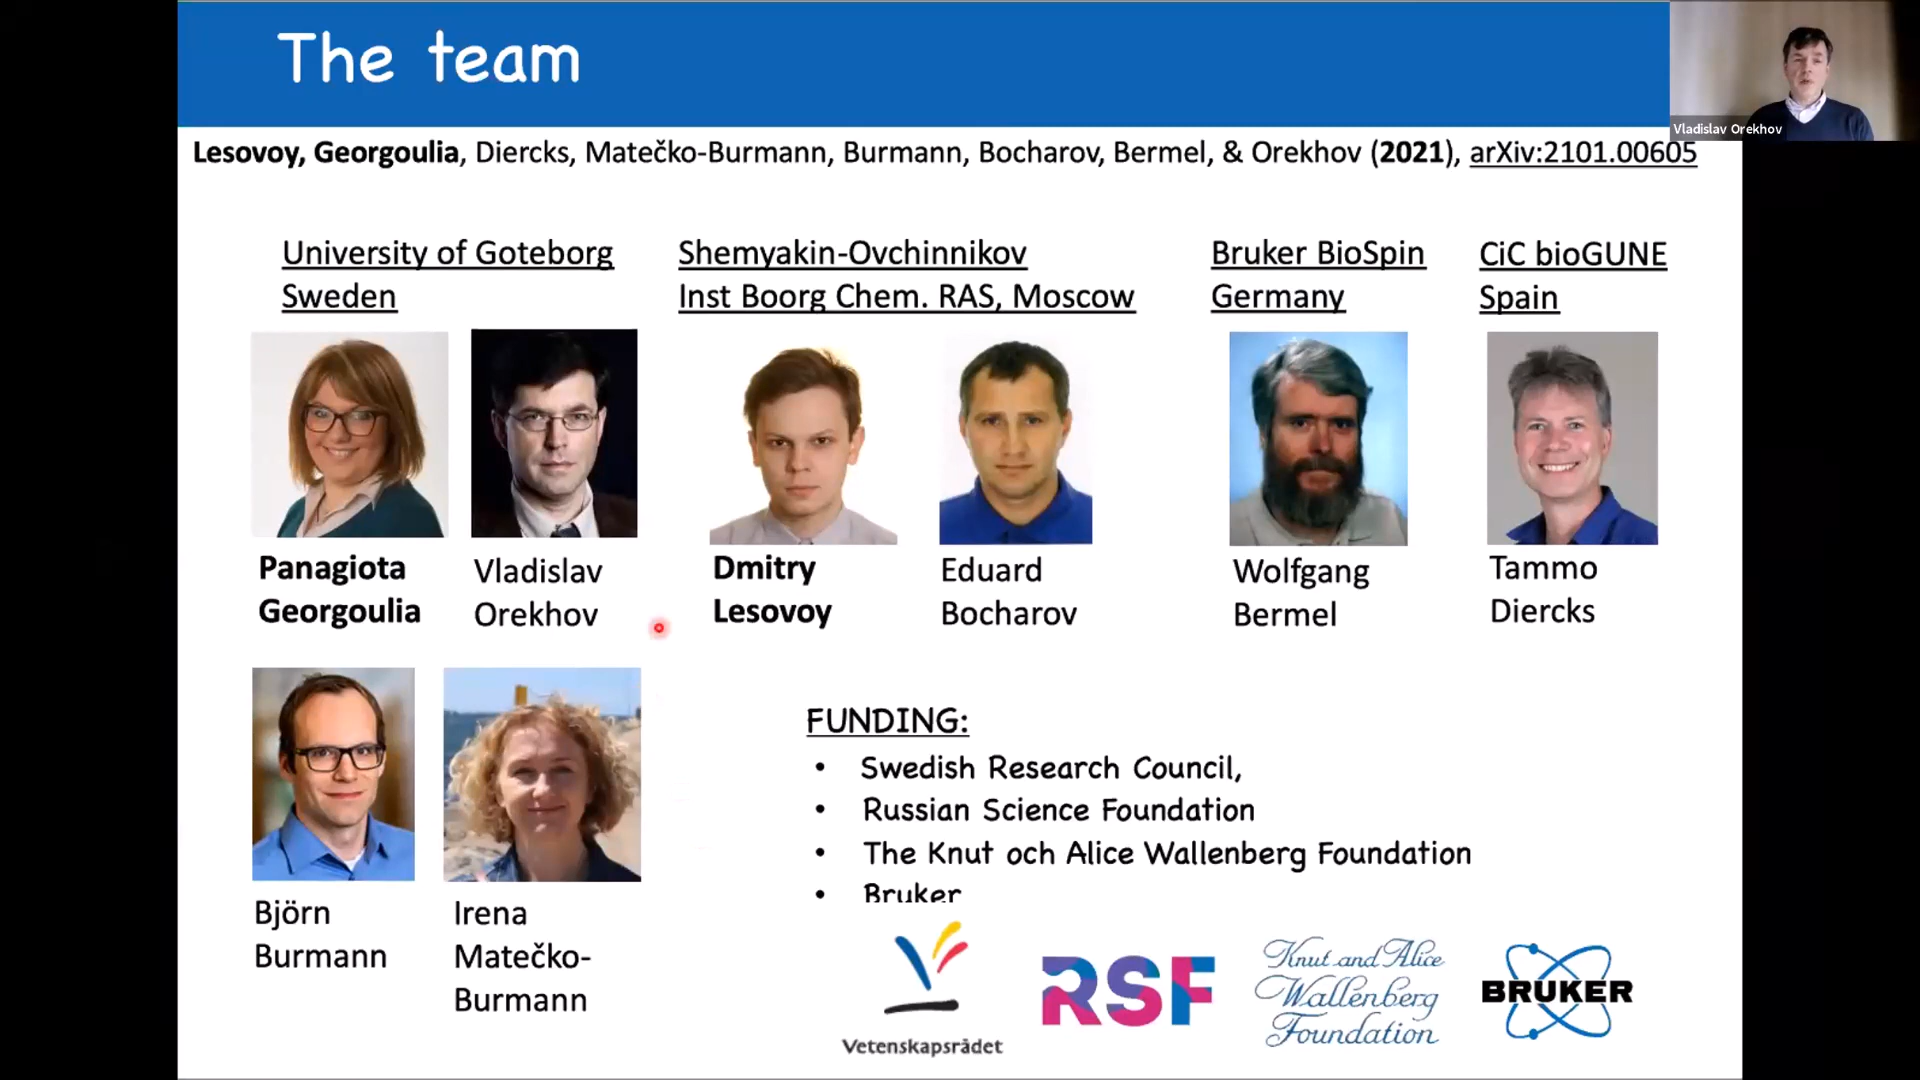 The team
Vladislav Orekhov
Lesovoy, Georgoulia, Diercks, Matečko-Burmann, Burmann, Bocharov, Bermel, & Orekhov (2021), arXiv:2101.00605
University of Goteborg
Sweden
Shemyakin-Ovchinnikov
Inst Boorg Chem. RAS, Moscow
Bruker BioSpin
Germany
CiC bioGUNE
Spain
Panagiota
Georgoulia
Vladislav
Orekhov
Dmitry
Lesovoy
Eduard
Bocharov
Wolfgang
Bermel
Tammo
Diercks
Björn
Burmann
Irena
Matečko-
Burmann
FUNDING:
• Swedish Research Council,
• Russian Science Foundation
• The Knut och Alice Wallenberg Foundation
• Bruker
Vetenskapsrådet
RSF
Knut and Alice
Wallenberg
Foundation
BRUKER